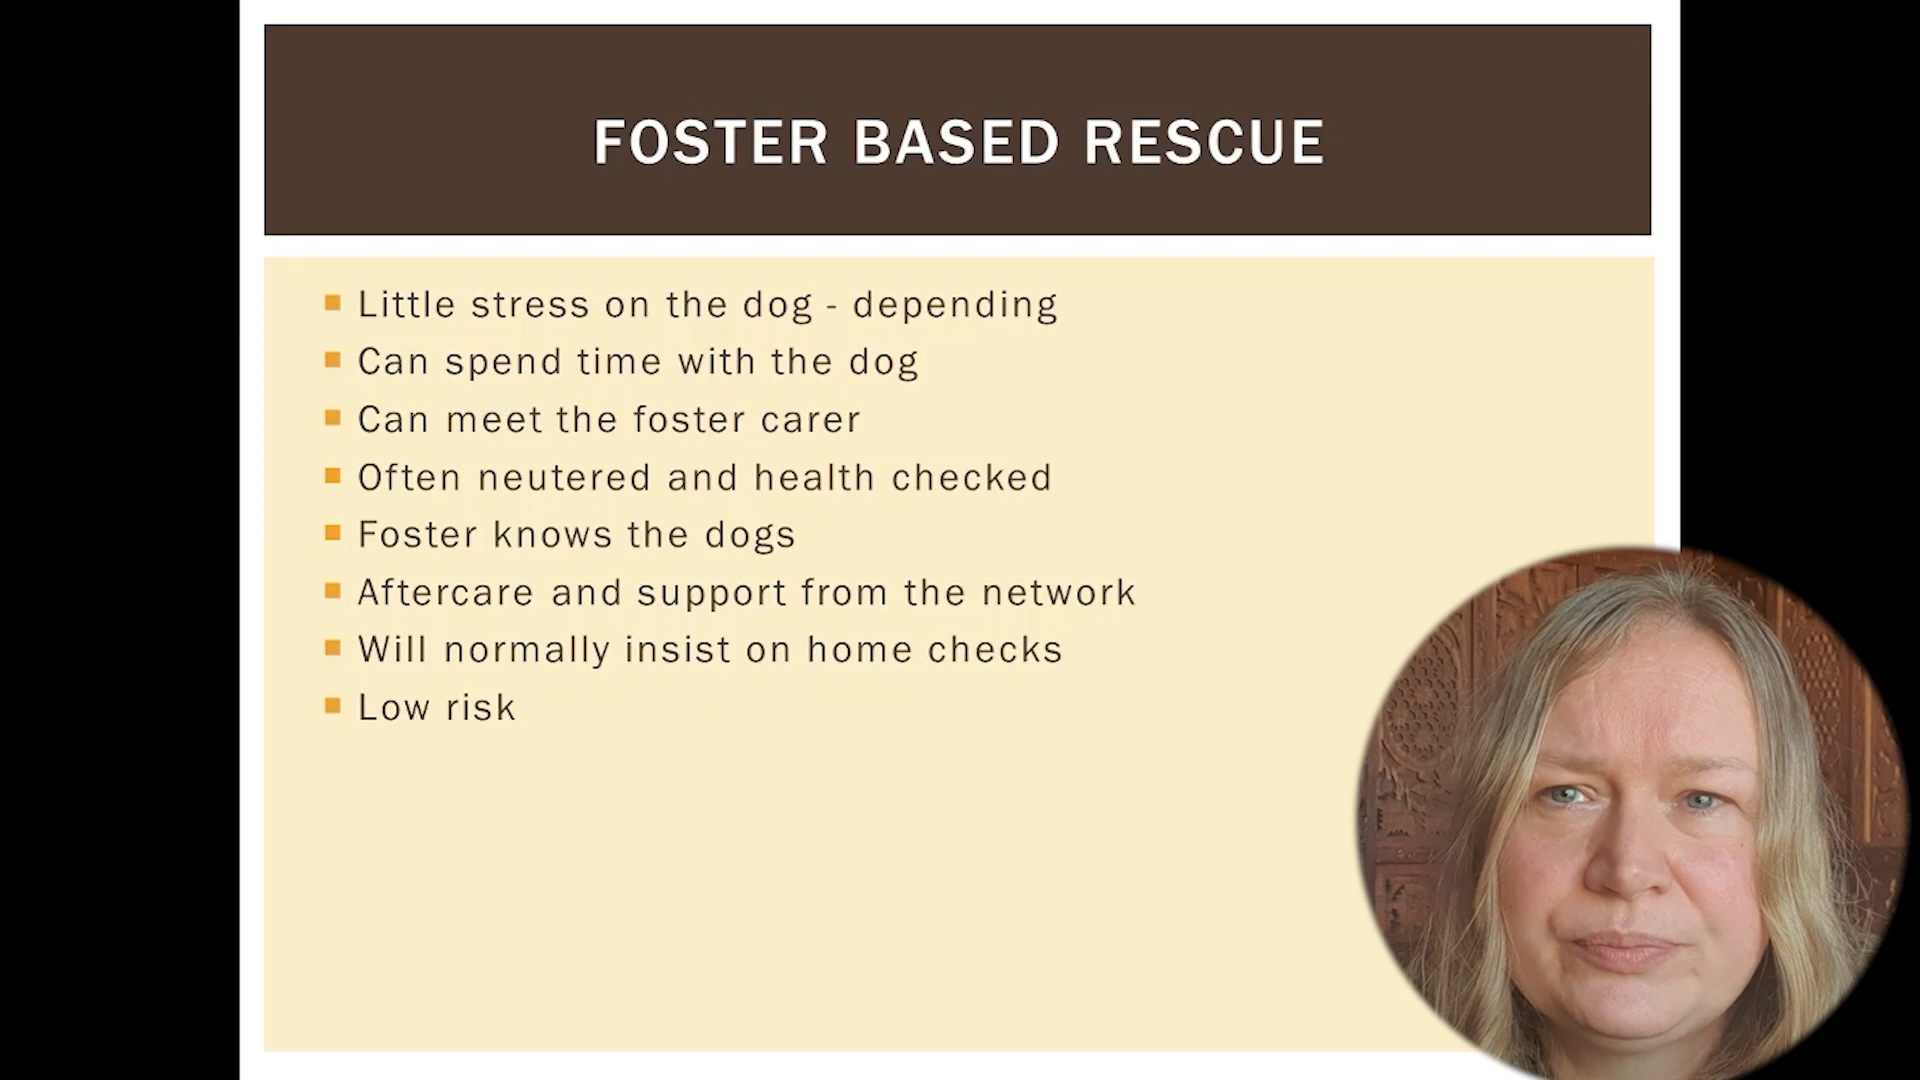 FOSTER BASED RESCUE
Little stress on the dog - depending
Can spend time with the dog
Can meet the foster carer
Often neutered and health checked
Foster knows the dogs
Aftercare and support from the network
Will normally insist on home checks
Low risk